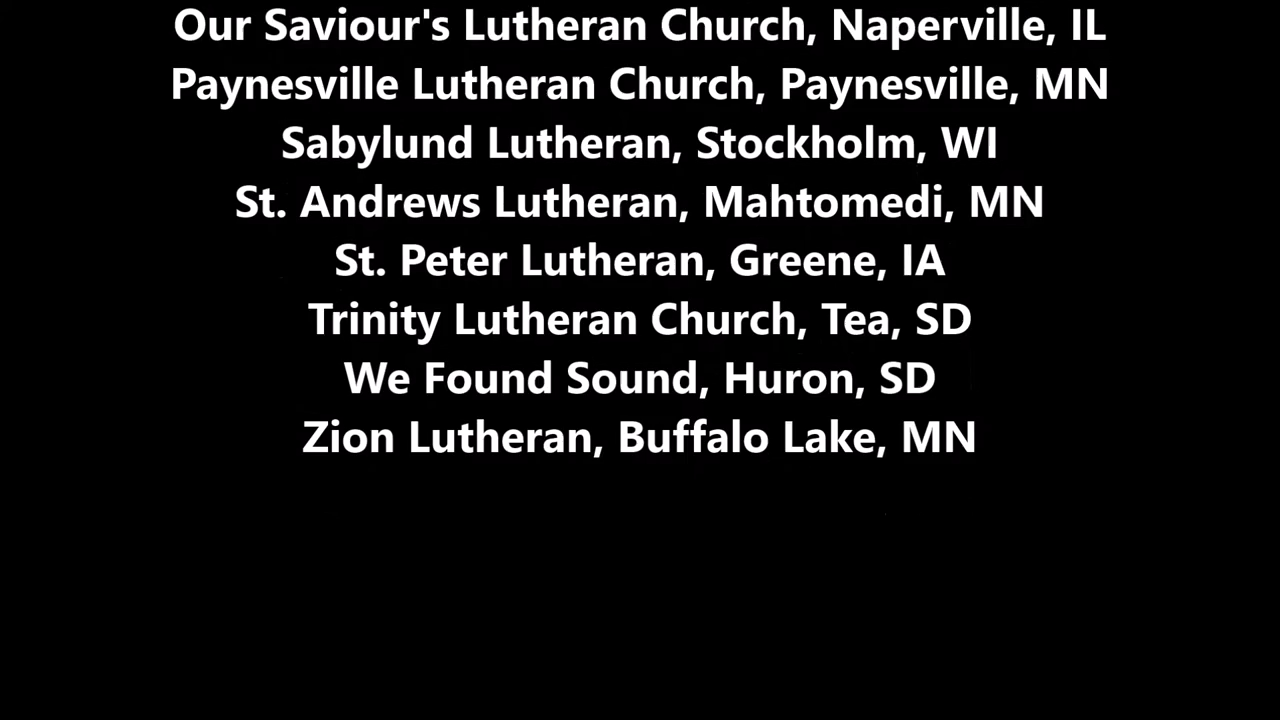 Our Saviour's Lutheran Church, Naperville, IL
Paynesville Lutheran Church, Paynesville, MN
Sabylund Lutheran, Stockholm, WI
St. Andrews Lutheran, Mahtomedi, MN
St. Peter Lutheran, Greene, IA
Trinity Lutheran Church, Tea, SD
We Found Sound, Huron, SD
Zion Lutheran, Buffalo Lake, MN